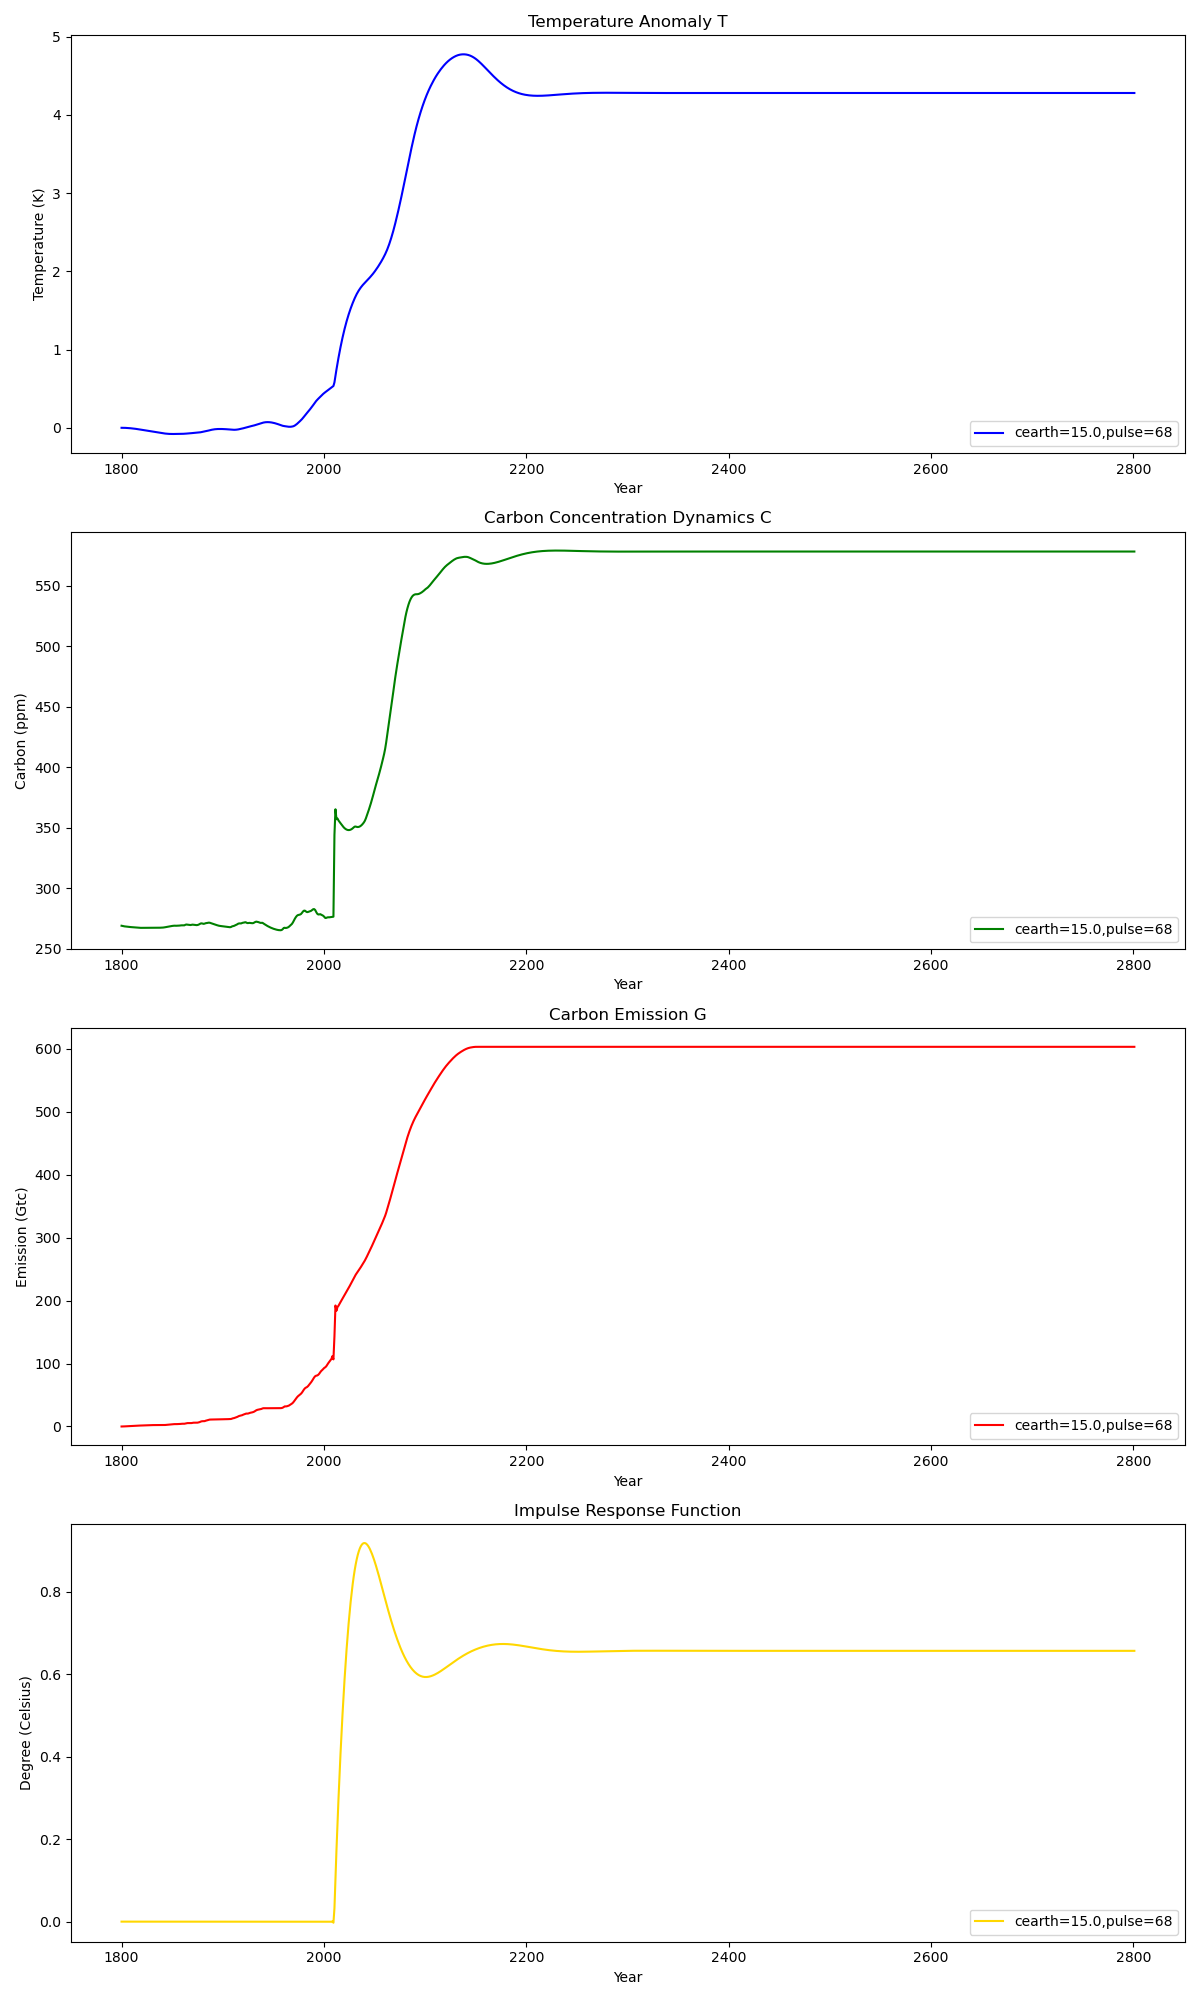 Temperature Anomaly T
5
4
3
2
1
0
Temperature (K)
cearth=15.0,pulse=68
1800 2000 2200 2400 2600 2800
Year
Carbon Concentration Dynamics C
550
500
450
400
350
300
250
Carbon (ppm)
cearth=15.0,pulse=68
1800 2000 2200 2400 2600 2800
Year
Carbon Emission G
600
500
400
300
200
100
0
Emission (Gtc)
cearth=15.0,pulse=68
1800 2000 2200 2400 2600 2800
Year
Impulse Response Function
0.8
0.6
0.4
0.2
0.0
Degree (Celsius)
cearth=15.0,pulse=68
1800 2000 2200 2400 2600 2800
Year